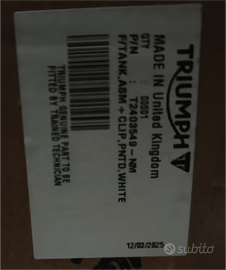 TRIUMPH
MADE IN
United Kingdom
QTY : 00001
P/N : T2403549-NM
F/TANK,ASM + CLIP,PNTD,WHITE
TRIUMPH GENUINE PART TO BE
FITTED BY TRAINED TECHNICIAN
12/03/2025
subito